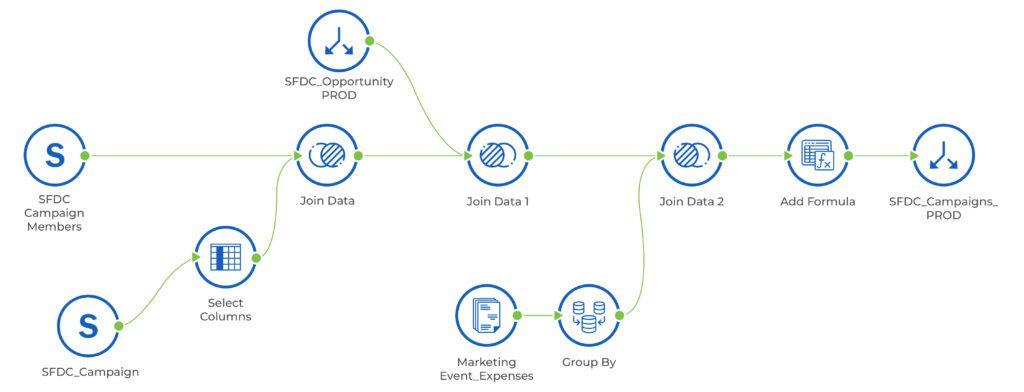 SFDC_Opportunity
PROD
S
SFDC
Campaign
Members
Join Data
Join Data 1
Join Data 2
fx
Add Formula
SFDC_Campaigns_
PROD
Select
Columns
S
SFDC_Campaign
Marketing
Event_Expenses
Group By